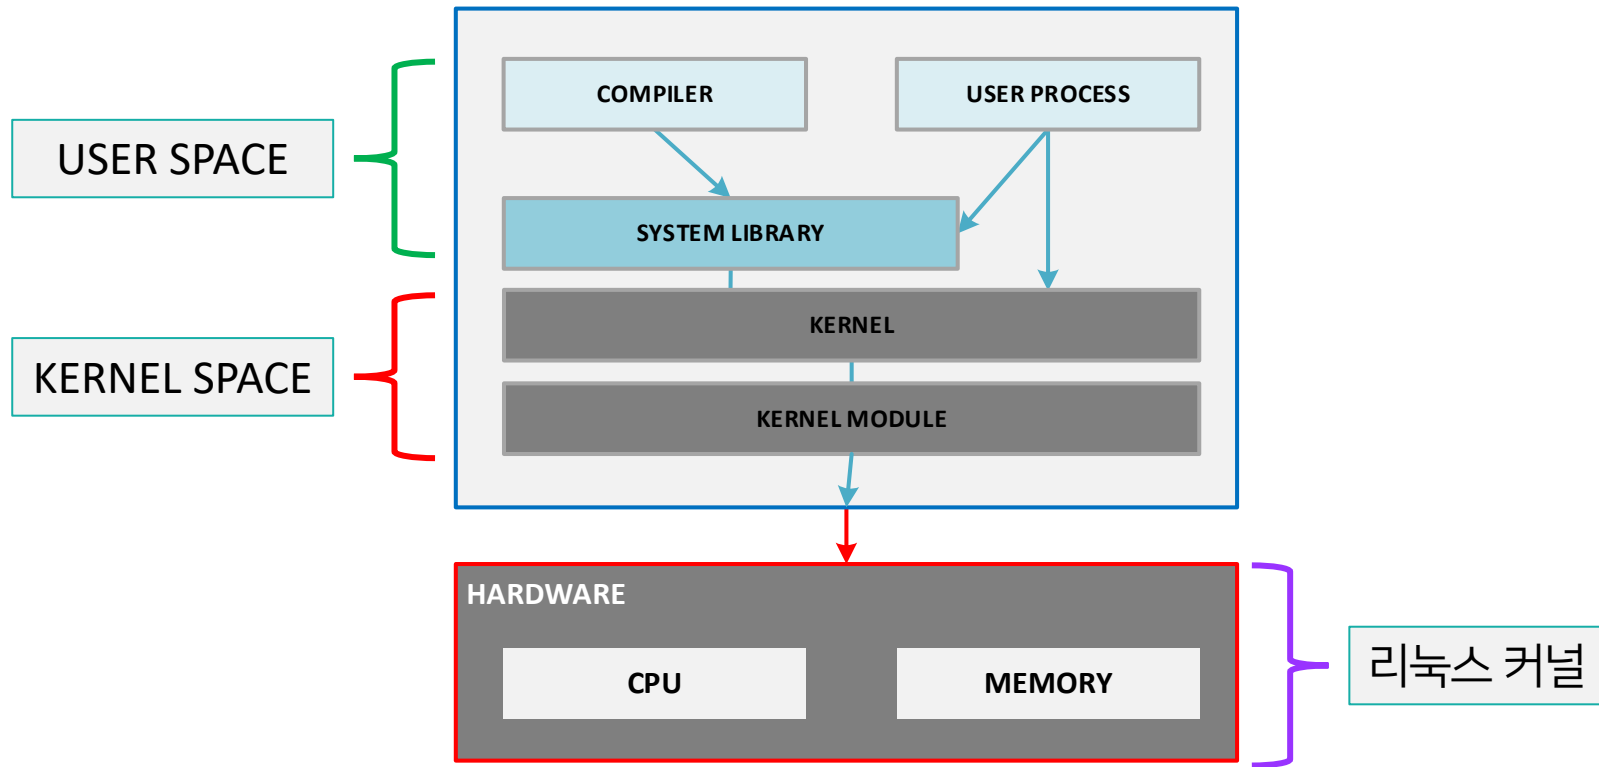 COMPILER
USER PROCESS
USER SPACE
SYSTEM LIBRARY
KERNEL
KERNEL SPACE
KERNEL MODULE
HARDWARE
CPU
MEMORY
리눅스 커널